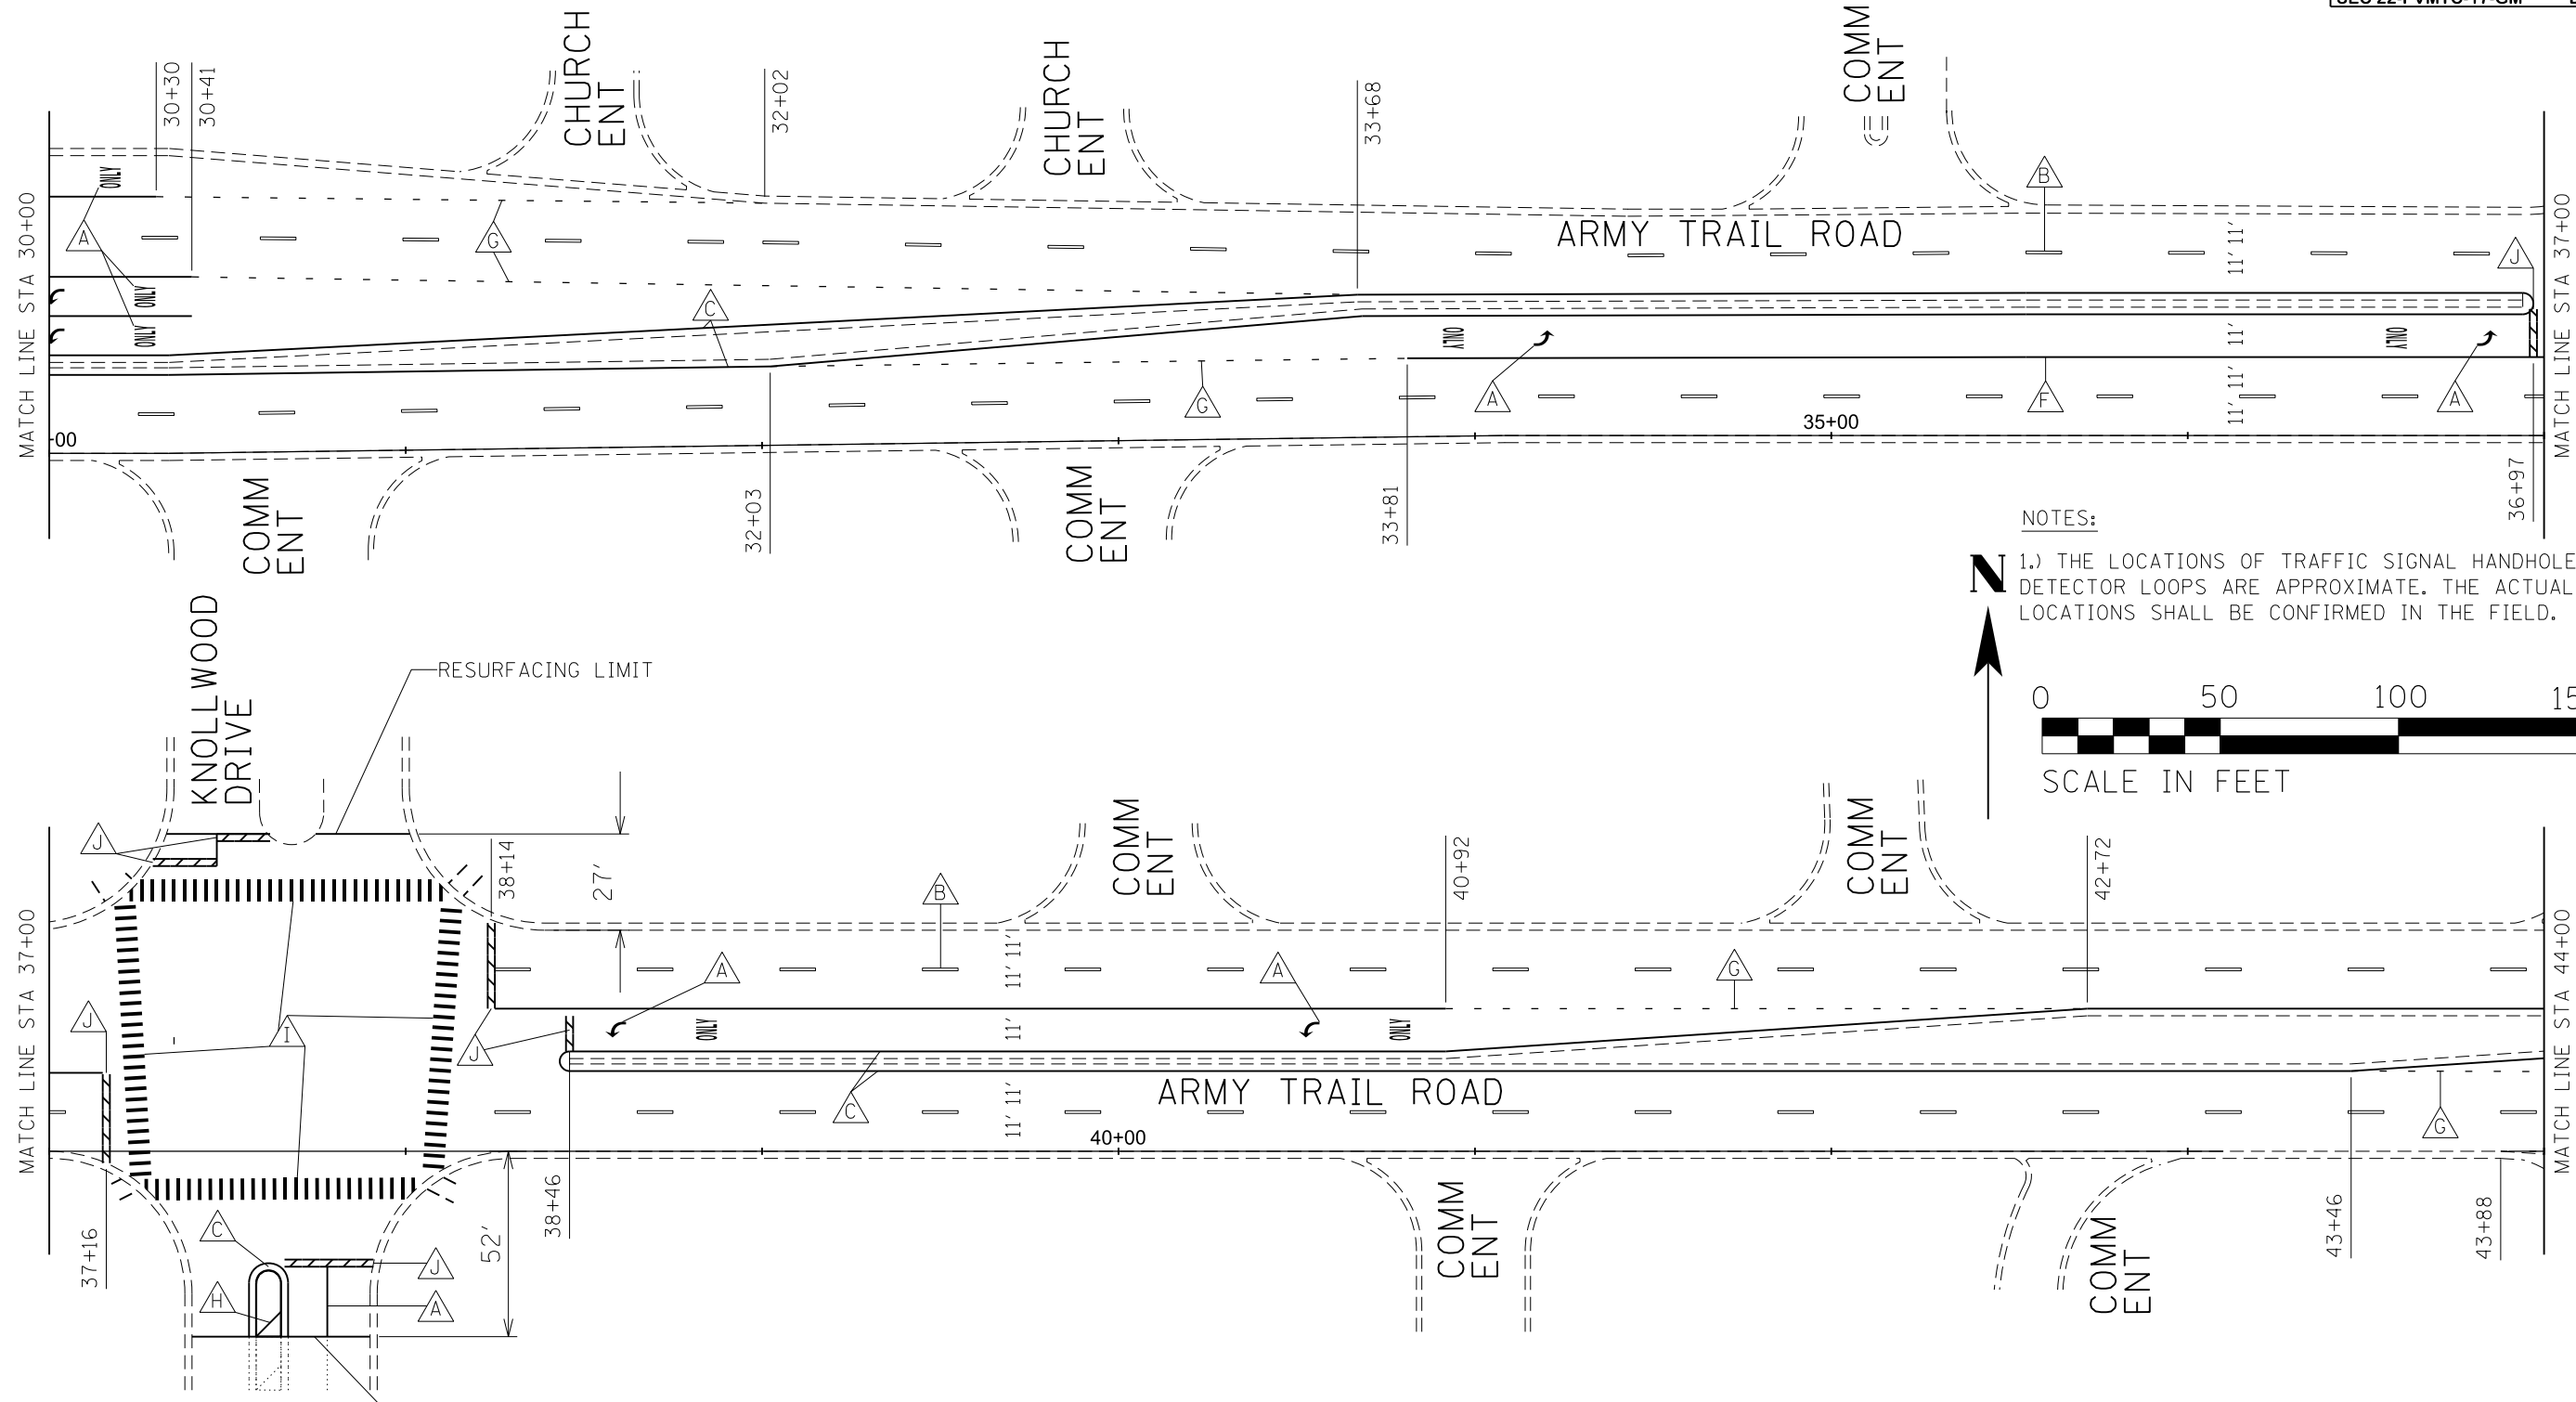 30+30
30+41
CHURCH
ENT
32+02
CHURCH
ENT
33+68
COMM
ENT
MATCH LINE STA 30+00
ONLY
A
G
B
ARMY TRAIL ROAD
11' 11'
J
MATCH LINE STA 37+00
ONLY
ONLY
C
ONLY
ONLY
11'
G
A
F
11' 11'
A
00
35+00
COMM
ENT
32+03
COMM
ENT
33+81
36+97
NOTES:
N
1.) THE LOCATIONS OF TRAFFIC SIGNAL HANDHOLE
DETECTOR LOOPS ARE APPROXIMATE. THE ACTUAL
LOCATIONS SHALL BE CONFIRMED IN THE FIELD.
0 50 100
SCALE IN FEET
KNOLLWOOD
DRIVE
RESURFACING LIMIT
J
38+14
27'
COMM
ENT
40+92
COMM
ENT
42+72
B
MATCH LINE STA 37+00
A
11' 11'
A
G
MATCH LINE STA 44+00
J
I
J
ONLY
11'
ONLY
C
ARMY TRAIL ROAD
11' 11'
G
40+00
37+16
C
J
H
A
52'
38+46
COMM
ENT
COMM
ENT
43+46
43+88